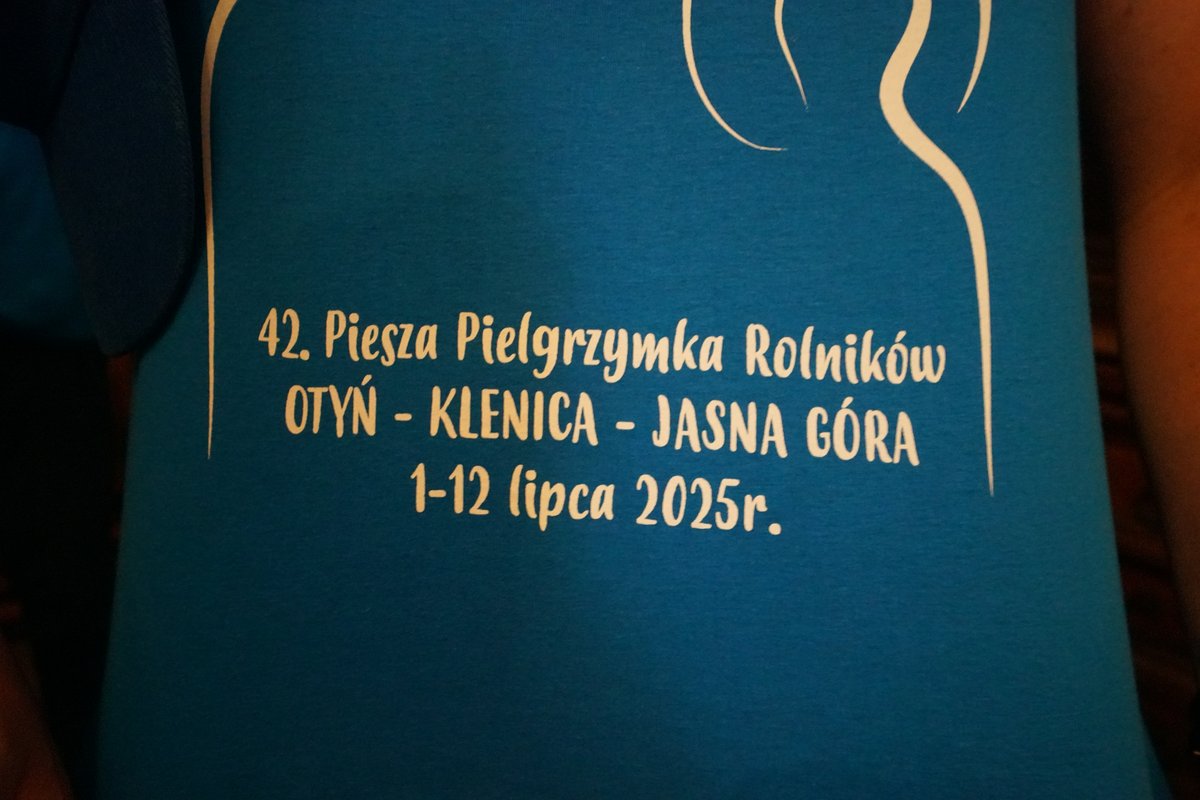 42. Piesza Pielgrzymka Rolników
OTYŃ - KLENICA - JASNA GÓRA
1-12 lipca 2025r.